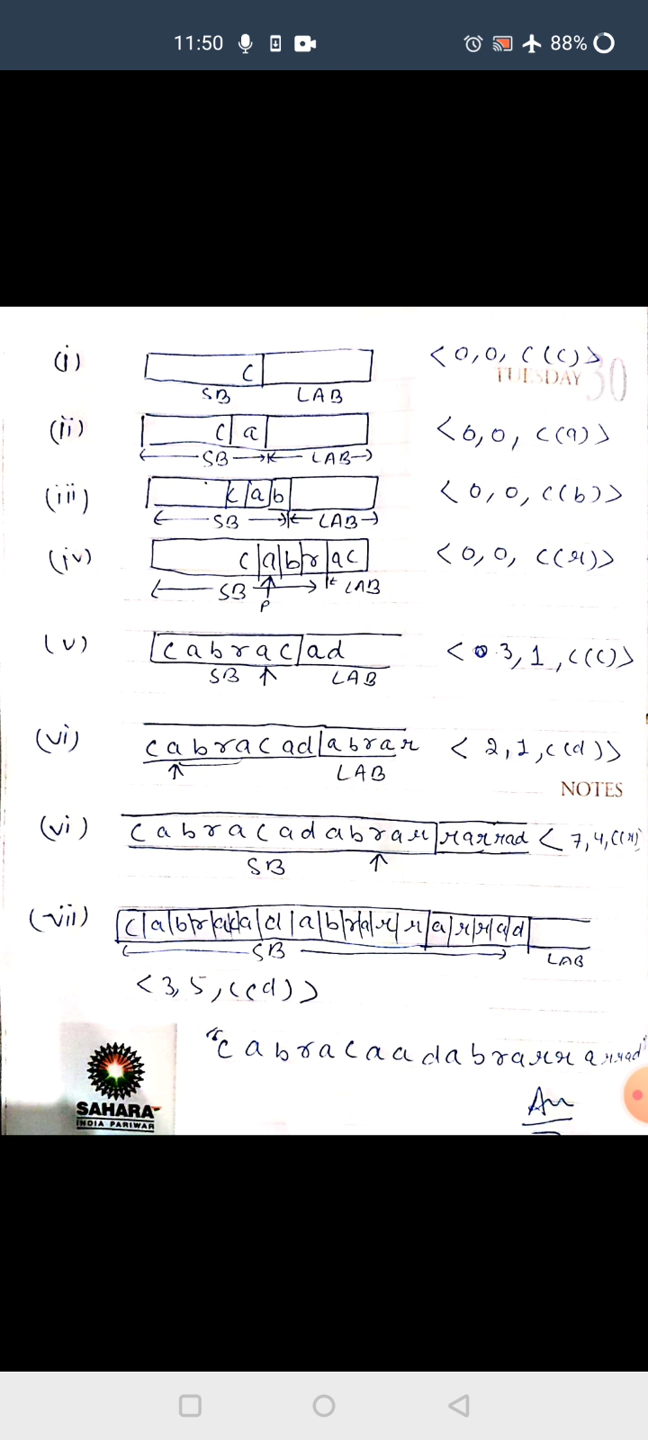 11:50 88%
(i) C <0,0, C(C)>
SB LAB TUESDAY 30
(ii) C a <0,0, C(a)>
SB LAB
(iii) c a b <0,0, C(b)>
SB LAB
(iv) C a b r a c <0,0, C(r)>
SB LAB
P
(v) C a b r a c a d <0 3,1, C(C)>
SB LAB
(vi) C a b r a c a d a b r a r <2,1, C(d)>
LAB
NOTES
(vi) C a b r a c a d a b r a r r a r r a d <7,4, C(r)
SB
(vii) C a b r a d a b r a r r a r r a d
SB LAB
<3,5, C(d)>
"C a b r a c a a d a b r a r r a r r a d"
SAHARA
INDIA PARIWAR
An